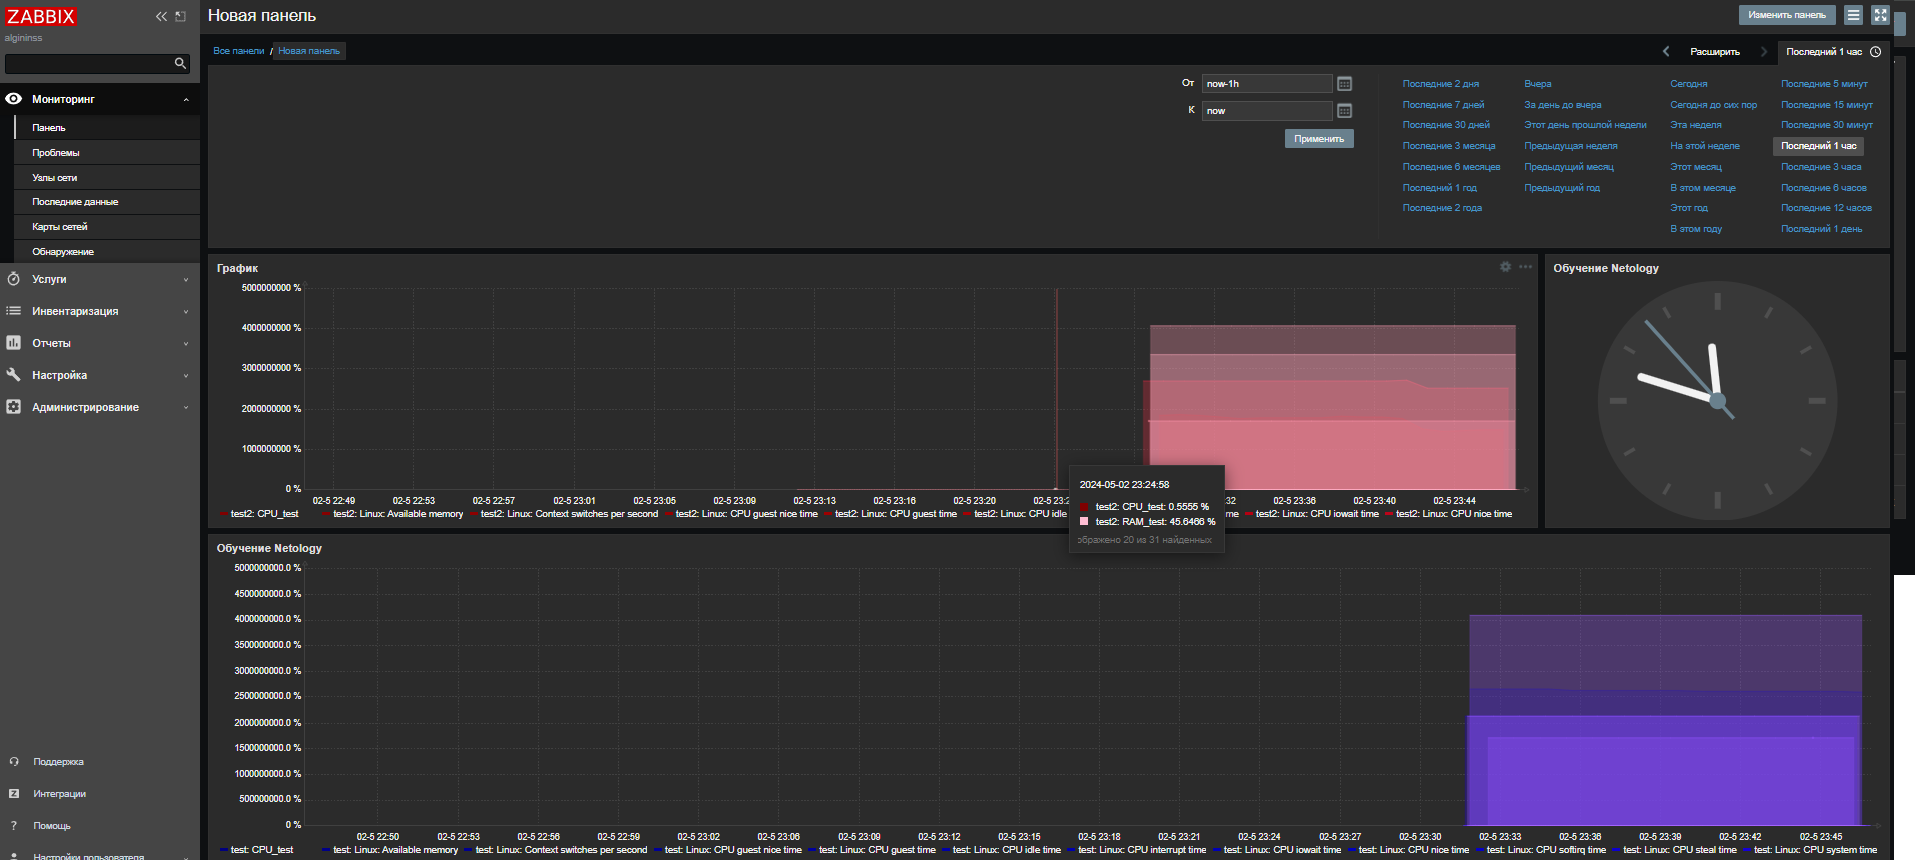 ZABBIX
algininss
Мониторинг
Панель
Проблемы
Узлы сети
Последние данные
Карты сетей
Обнаружение
Услуги
Инвентаризация
Отчеты
Настройка
Администрирование
Поддержка
Интеграции
? Помощь
Настройки пользователя
Новая панель
Изменить панель
Все панели / Новая панель
Расширить Последний 1 час
От now-1h
К now
Применить
Последние 2 дня Вчера Сегодня Последние 5 минут
Последние 7 дней За день до вчера Сегодня до сих пор Последние 15 минут
Последние 30 дней Этот день прошлой недели Эта неделя Последние 30 минут
Последние 3 месяца Предыдущая неделя На этой неделе Последний 1 час
Последние 6 месяцев Предыдущий месяц Этот месяц Последние 3 часа
Последний 1 год Предыдущий год В этом месяце Последние 6 часов
Последние 2 года Этот год Последние 12 часов
В этом году Последний 1 день
График
5000000000 %
4000000000 %
3000000000 %
2000000000 %
1000000000 %
0 %
02-5 22:49 02-5 22:53 02-5 22:57 02-5 23:01 02-5 23:05 02-5 23:09 02-5 23:13 02-5 23:16 02-5 23:20 02-5 23:2 32 02-5 23:36 02-5 23:40 02-5 23:44
test2: CPU_test test2: Linux: Available memory test2: Linux: Context switches per second test2: Linux: CPU guest nice time test2: Linux: CPU guest time test2: Linux: CPU idle me test2: Linux: CPU iowait time test2: Linux: CPU nice time
2024-05-02 23:24:58
test2: CPU_test: 0.5555 %
test2: RAM_test: 45.6466 %
ображено 20 из 31 найденных
Обучение Netology
Обучение Netology
5000000000.0 %
4500000000.0 %
4000000000.0 %
3500000000.0 %
3000000000.0 %
2500000000.0 %
2000000000.0 %
1500000000.0 %
1000000000.0 %
500000000.0 %
0 %
02-5 22:50 02-5 22:53 02-5 22:56 02-5 22:59 02-5 23:02 02-5 23:06 02-5 23:09 02-5 23:12 02-5 23:15 02-5 23:18 02-5 23:21 02-5 23:24 02-5 23:27 02-5 23:30 02-5 23:33 02-5 23:36 02-5 23:39 02-5 23:42 02-5 23:45
test: CPU_test test: Linux: Available memory test: Linux: Context switches per second test: Linux: CPU guest nice time test: Linux: CPU guest time test: Linux: CPU idle time test: Linux: CPU interrupt time test: Linux: CPU iowait time test: Linux: CPU nice time test: Linux: CPU softirq time test: Linux: CPU steal time test: Linux: CPU system time